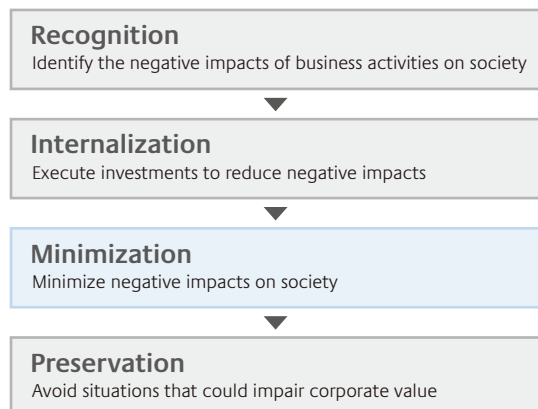 Recognition
Identify the negative impacts of business activities on society
Internalization
Execute investments to reduce negative impacts
Minimization
Minimize negative impacts on society
Preservation
Avoid situations that could impair corporate value